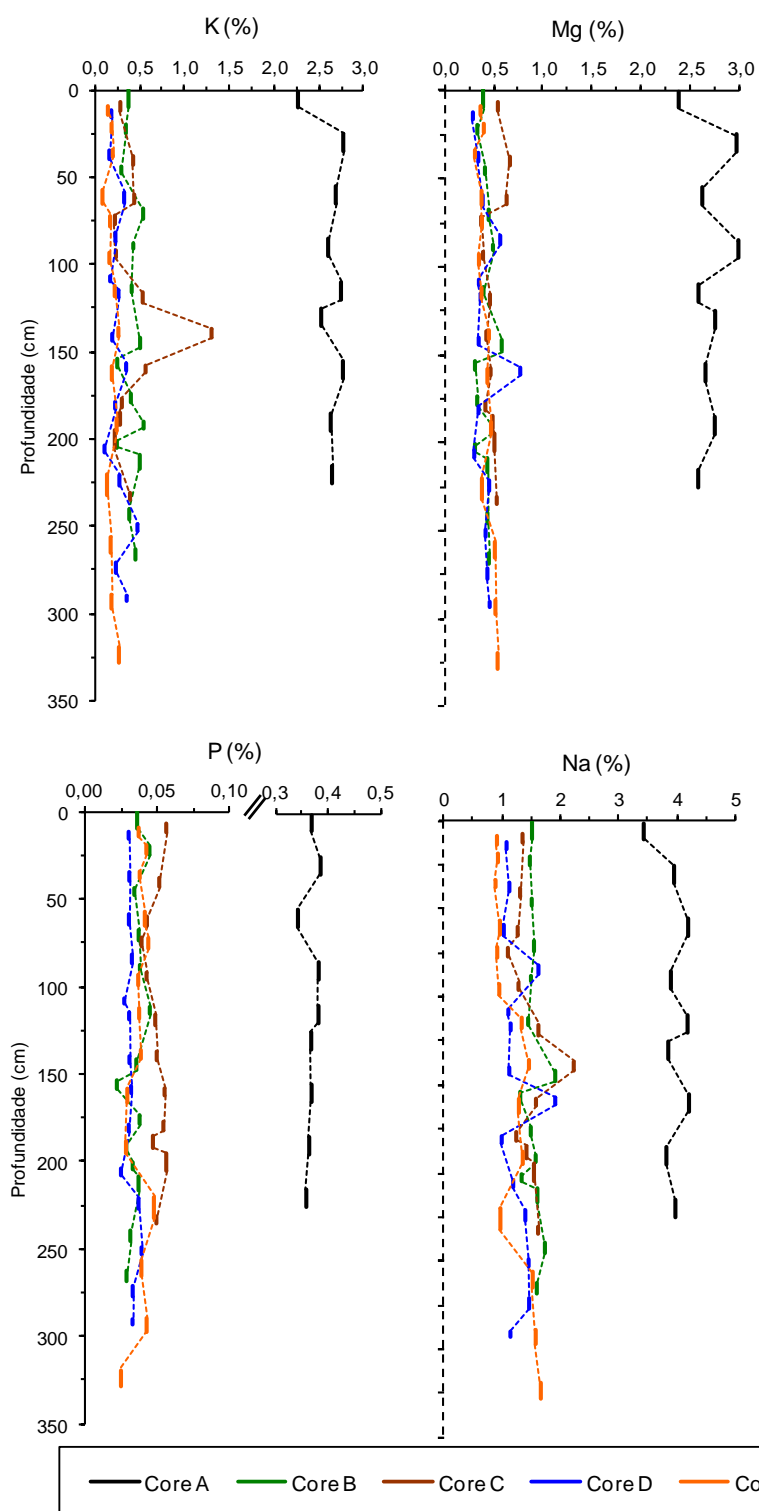 K (%)
Mg (%)
0,0 0,5 1,0 1,5 2,0 2,5 3,0
0,0 0,5 1,0 1,5 2,0 2,5 3,0
0
50
100
150
200
250
300
350
Profundidade (cm)
P (%)
Na (%)
0,00 0,05 0,10 0,3 0,4 0,5
0 1 2 3 4 5
0
50
100
150
200
250
300
350
Profundidade (cm)
Core A Core B Core C Core D Co